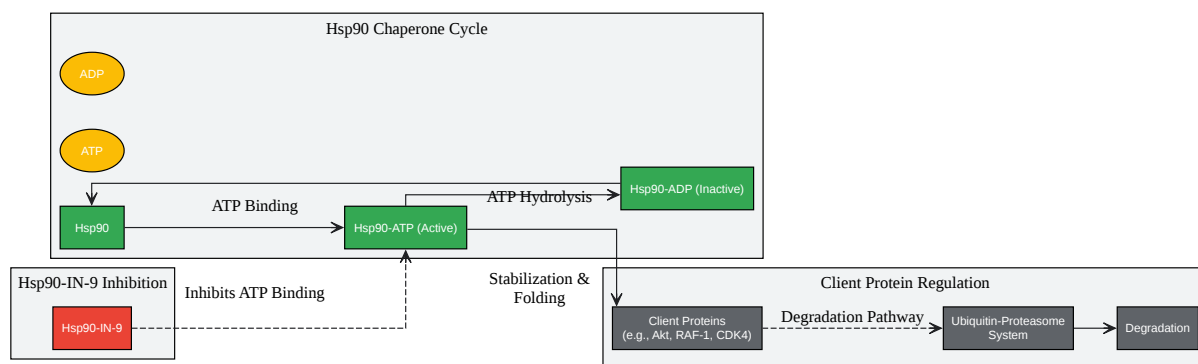 Hsp90 Chaperone Cycle
ADP
ATP
Hsp90-ADP (Inactive)
ATP Hydrolysis
ATP Binding
Hsp90
Hsp90-ATP (Active)
Hsp90-IN-9 Inhibition
Inhibits ATP Binding
Hsp90-IN-9
Stabilization &
Folding
Client Protein Regulation
Client Proteins
(e.g., Akt, RAF-1, CDK4)
Degradation Pathway
Ubiquitin-Proteasome
System
Degradation